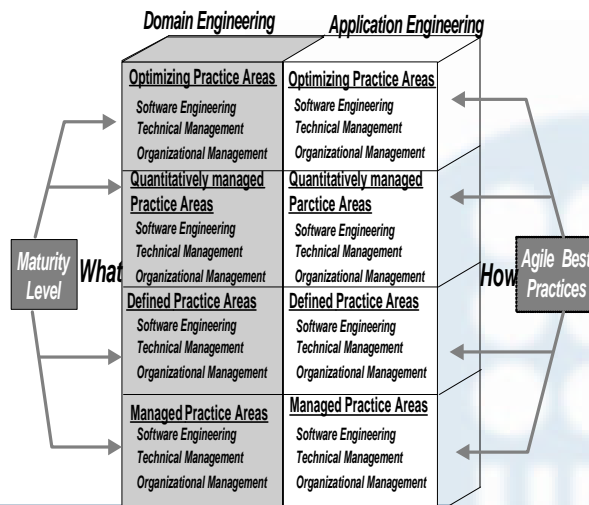 Domain Engineering
Application Engineering
Optimizing Practice Areas
Software Engineering
Technical Management
Organizational Management
Optimizing Practice Areas
Software Engineering
Technical Management
Organizational Management
Quantitatively managed
Practice Areas
Software Engineering
Technical Management
Organizational Management
Quantitatively managed
Parctice Areas
Software Engineering
Technical Management
Organizational Management
Maturity
Level
What
How
Agile Best
Practices
Defined Practice Areas
Software Engineering
Technical Management
Organizational Management
Defined Practice Areas
Software Engineering
Technical Management
Organizational Management
Managed Practice Areas
Software Engineering
Technical Management
Organizational Management
Managed Practice Areas
Software Engineering
Technical Management
Organizational Management